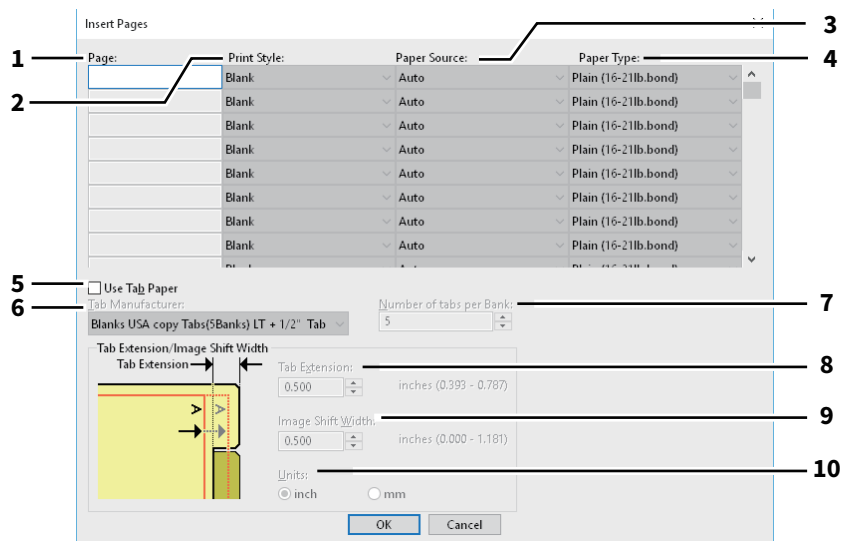 Insert Pages
3
1 Page: Print Style: Paper Source: Paper Type: 4
2 Blank Auto Plain (16-21lb.bond)
Blank Auto Plain (16-21lb.bond)
Blank Auto Plain (16-21lb.bond)
Blank Auto Plain (16-21lb.bond)
Blank Auto Plain (16-21lb.bond)
Blank Auto Plain (16-21lb.bond)
Blank Auto Plain (16-21lb.bond)
Blank Auto Plain (16-21lb.bond)
5 Use Tab Paper
6 Tab Manufacturer: Number of tabs per Bank: 7
Blanks USA copy Tabs(5Banks) LT + 1/2" Tab 5
Tab Extension/Image Shift Width
Tab Extension Tab Extension: 8
0.500 inches (0.393 - 0.787)
A A
Image Shift Width: 9
0.500 inches (0.000 - 1.181)
Units: 10
inch mm
OK Cancel